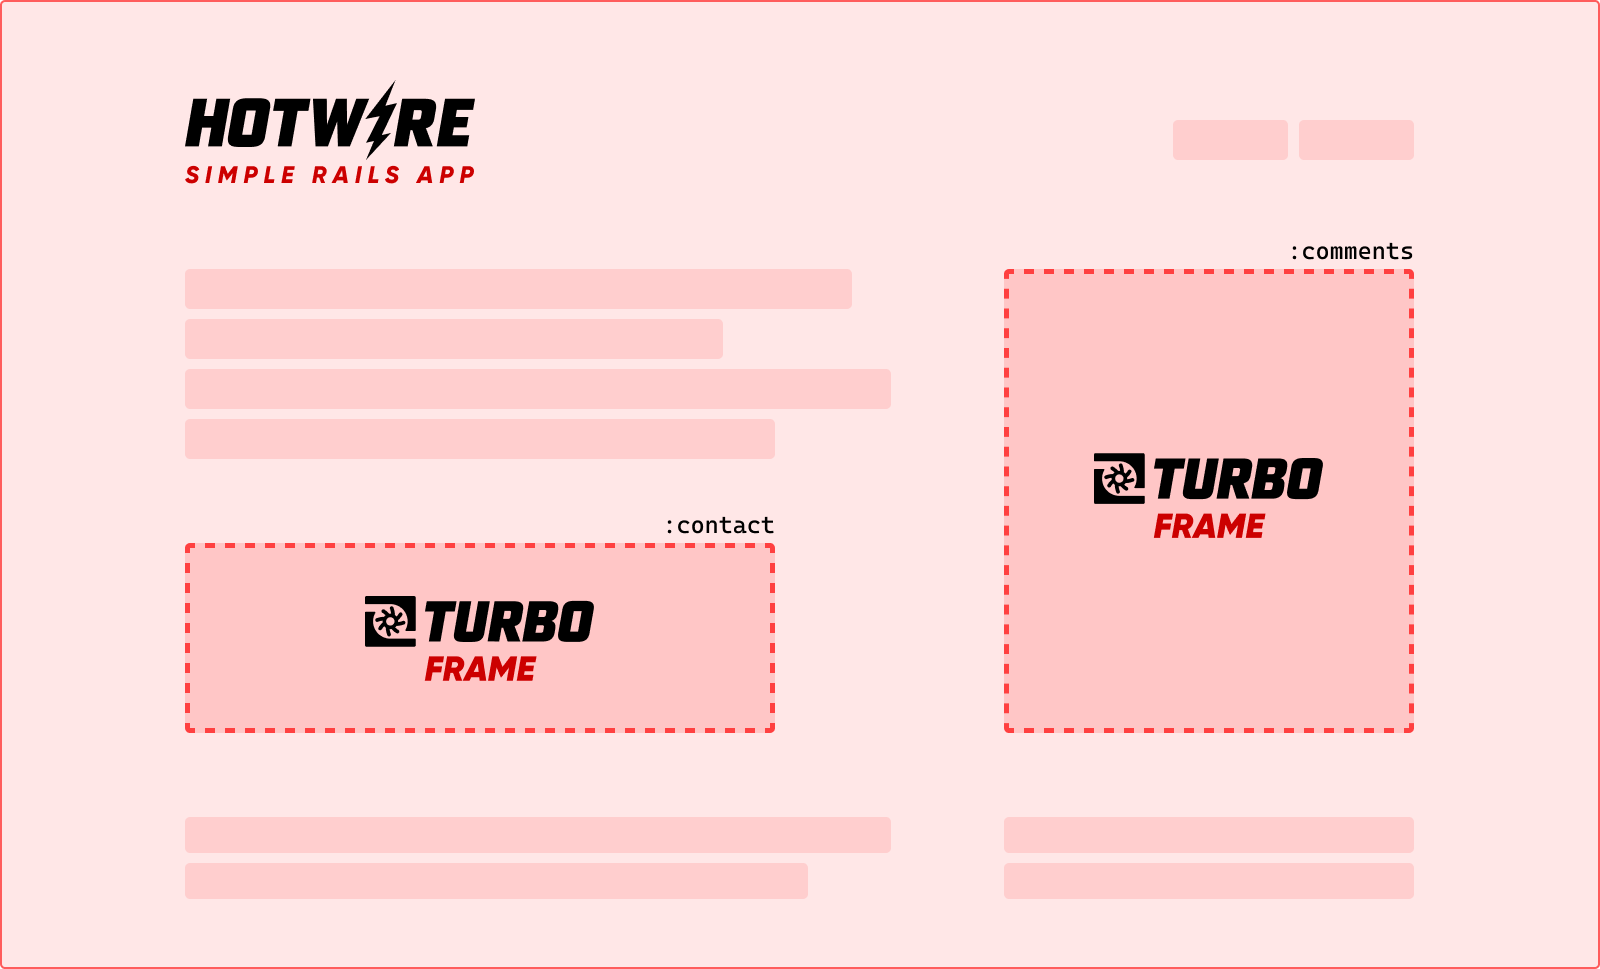 HOTWIRE
SIMPLE RAILS APP
:comments
TURBO
FRAME
:contact
TURBO
FRAME